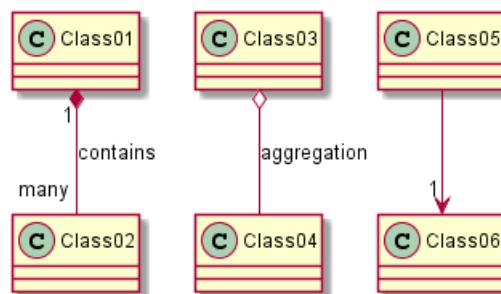 C Class01
C Class03
C Class05
1
contains
aggregation
many
1
C Class02
C Class04
C Class06